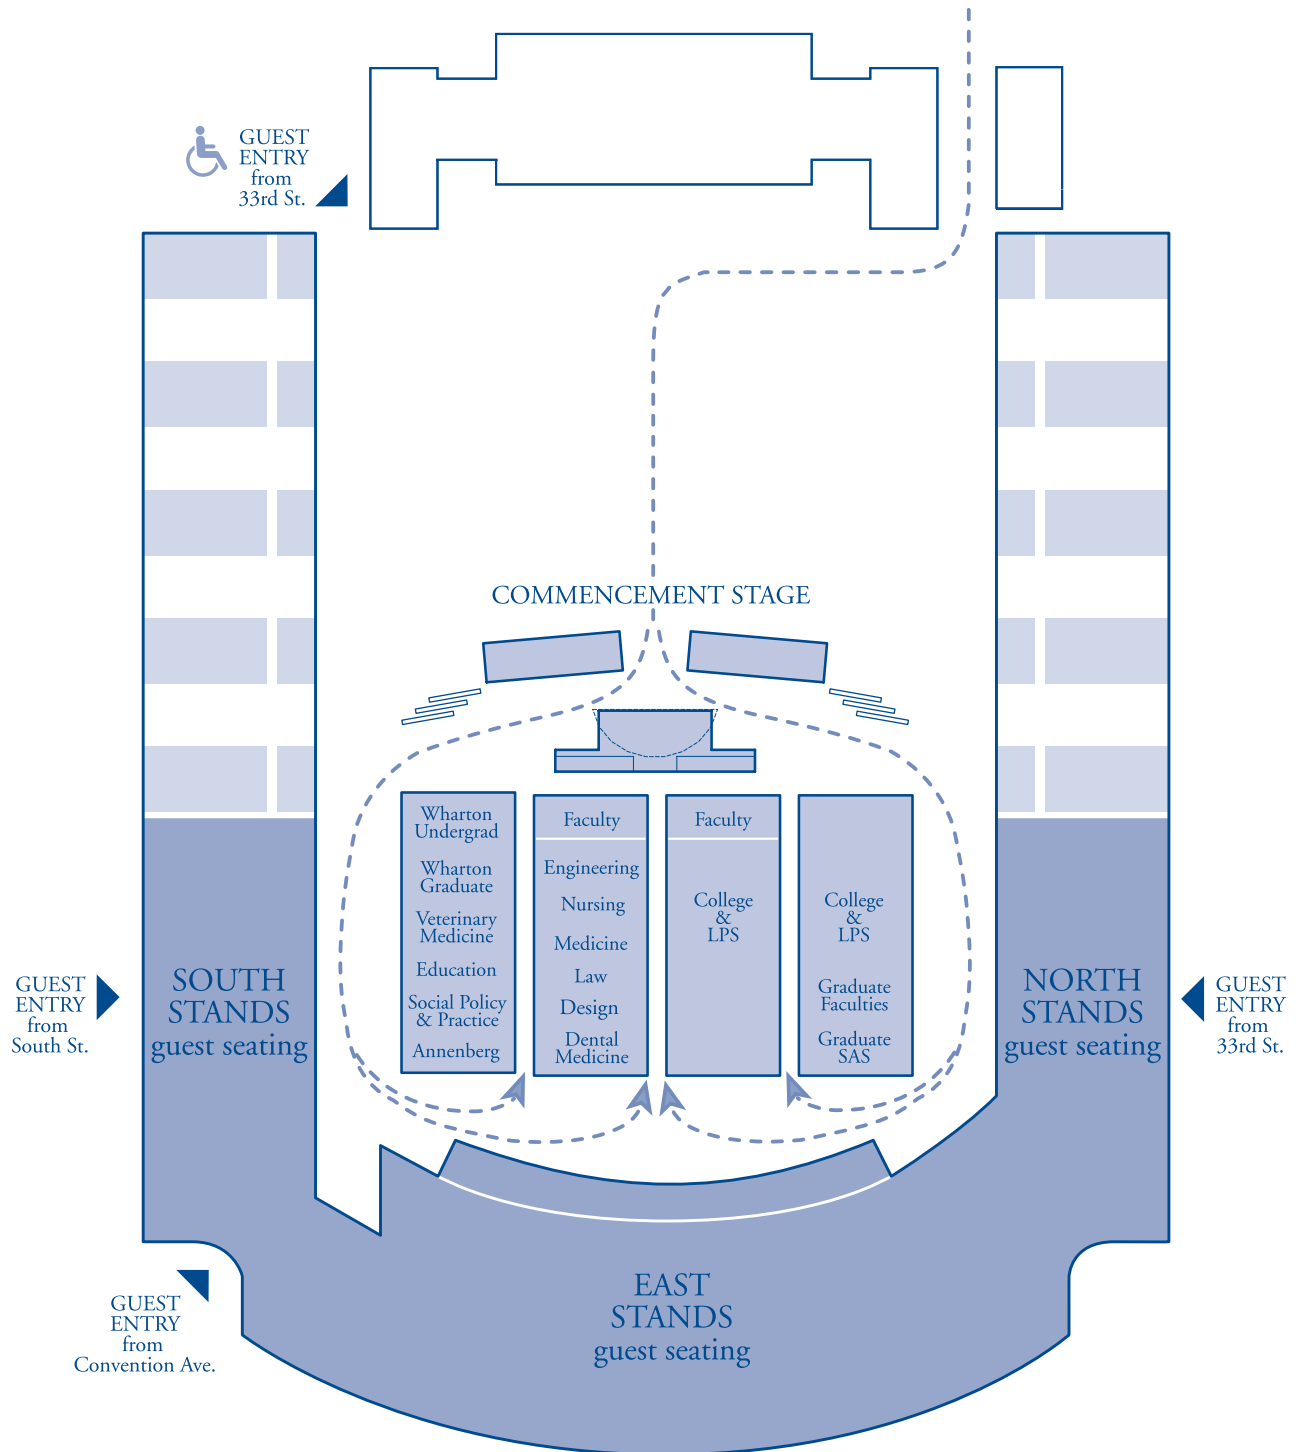 GUEST
ENTRY
from
33rd St.
COMMENCEMENT STAGE
Wharton
Undergrad
Wharton
Graduate
Veterinary
Medicine
Education
Social Policy
& Practice
Annenberg
Faculty
Engineering
Nursing
Medicine
Law
Design
Dental
Medicine
Faculty
College
&
LPS
College
&
LPS
Graduate
Faculties
Graduate
SAS
GUEST
ENTRY
from
South St.
SOUTH
STANDS
guest seating
NORTH
STANDS
guest seating
GUEST
ENTRY
from
33rd St.
GUEST
ENTRY
from
Convention Ave.
EAST
STANDS
guest seating